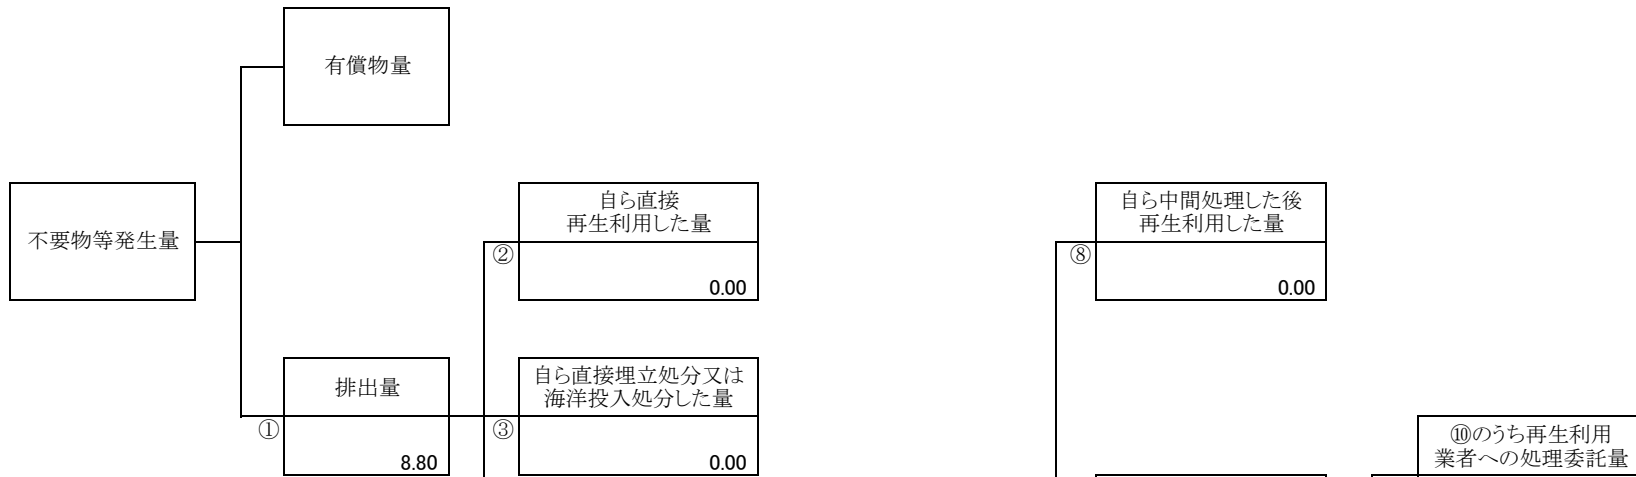 有償物量
不要物等発生量
自ら直接
再生利用した量
②
0.00
自ら中間処理した後
再生利用した量
⑧
0.00
排出量
①
8.80
自ら直接埋立処分又は
海洋投入処分した量
③
0.00
⑩のうち再生利用
業者への処理委託量